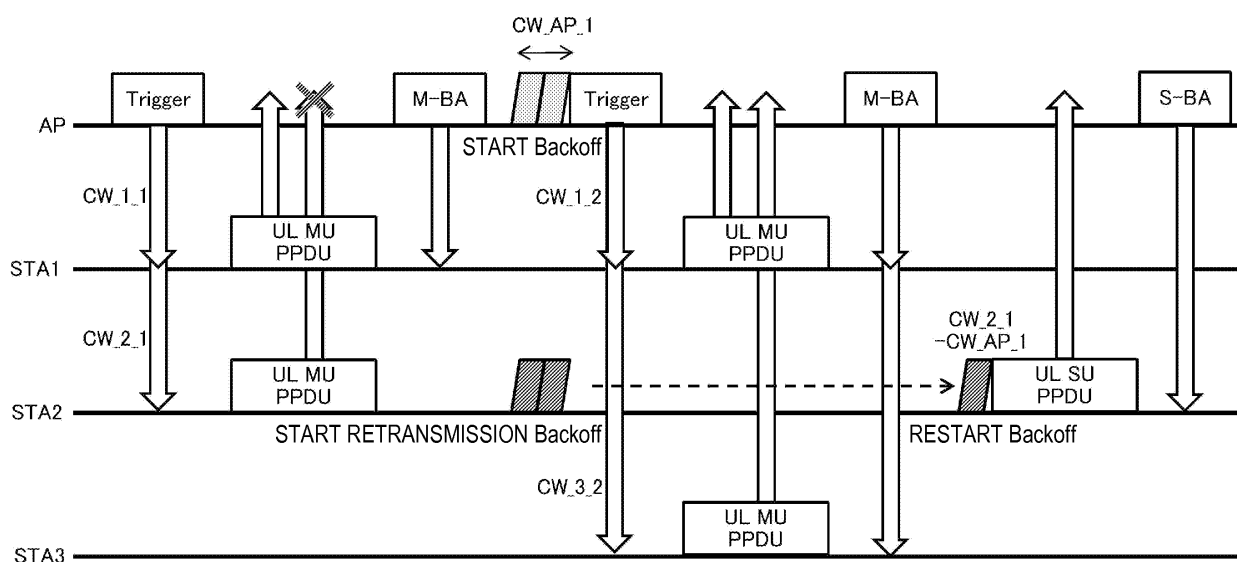 CW_AP_1
Trigger
M-BA
Trigger
M-BA
S-BA
AP
START Backoff
CW_1_1
CW_1_2
UL MU
PPDU
UL MU
PPDU
STA1
CW_2_1
CW_2_1
-CW_AP_1
UL MU
PPDU
UL SU
PPDU
STA2
START RETRANSMISSION Backoff
RESTART Backoff
CW_3_2
UL MU
PPDU
STA3